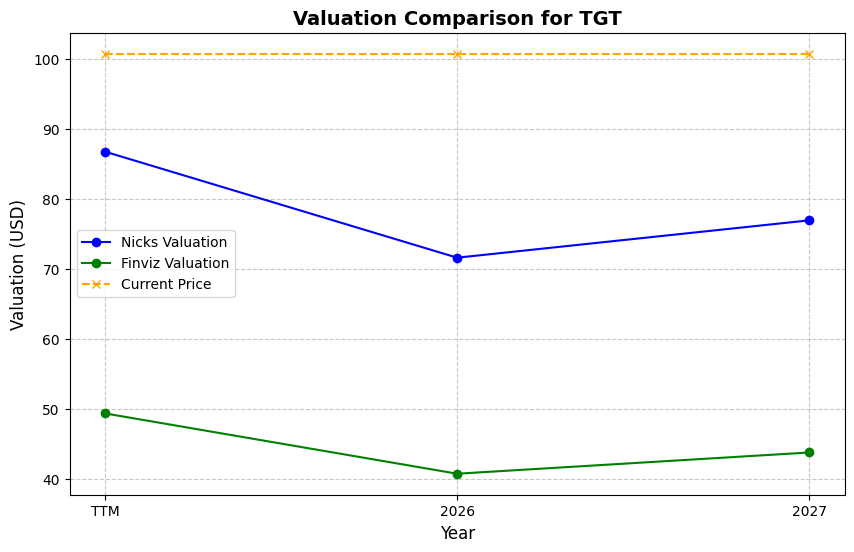 Valuation Comparison for TGT
Valuation (USD)
100
90
80
70
60
50
40
Nicks Valuation
Finviz Valuation
Current Price
TTM
2026
2027
Year